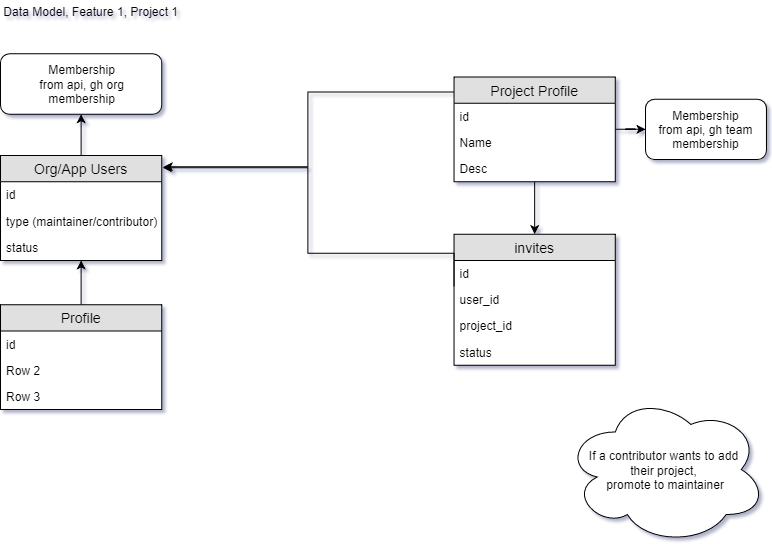 Data Model, Feature 1, Project 1
Membership
from api, gh org
membership
Org/App Users
id
type (maintainer/contributor)
status
Profile
id
Row 2
Row 3
Project Profile
id
Name
Desc
Membership
from api, gh team
membership
invites
id
user_id
project_id
status
If a contributor wants to add
their project,
promote to maintainer